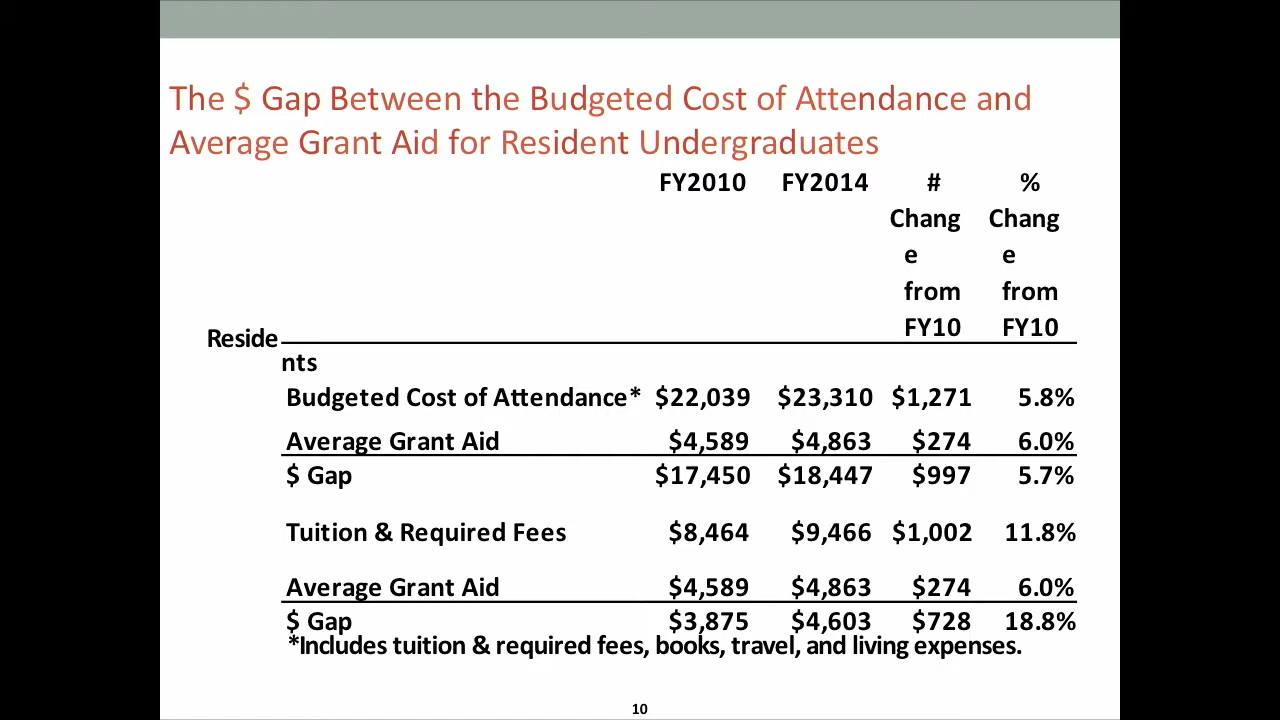 The $ Gap Between the Budgeted Cost of Attendance and
Average Grant Aid for Resident Undergraduates
FY2010 FY2014 # %
Chang Chang
e e
from from
FY10 FY10
Reside
nts
Budgeted Cost of Attendance* $22,039 $23,310 $1,271 5.8%
Average Grant Aid $4,589 $4,863 $274 6.0%
$ Gap $17,450 $18,447 $997 5.7%
Tuition & Required Fees $8,464 $9,466 $1,002 11.8%
Average Grant Aid $4,589 $4,863 $274 6.0%
$ Gap $3,875 $4,603 $728 18.8%
*Includes tuition & required fees, books, travel, and living expenses.
10